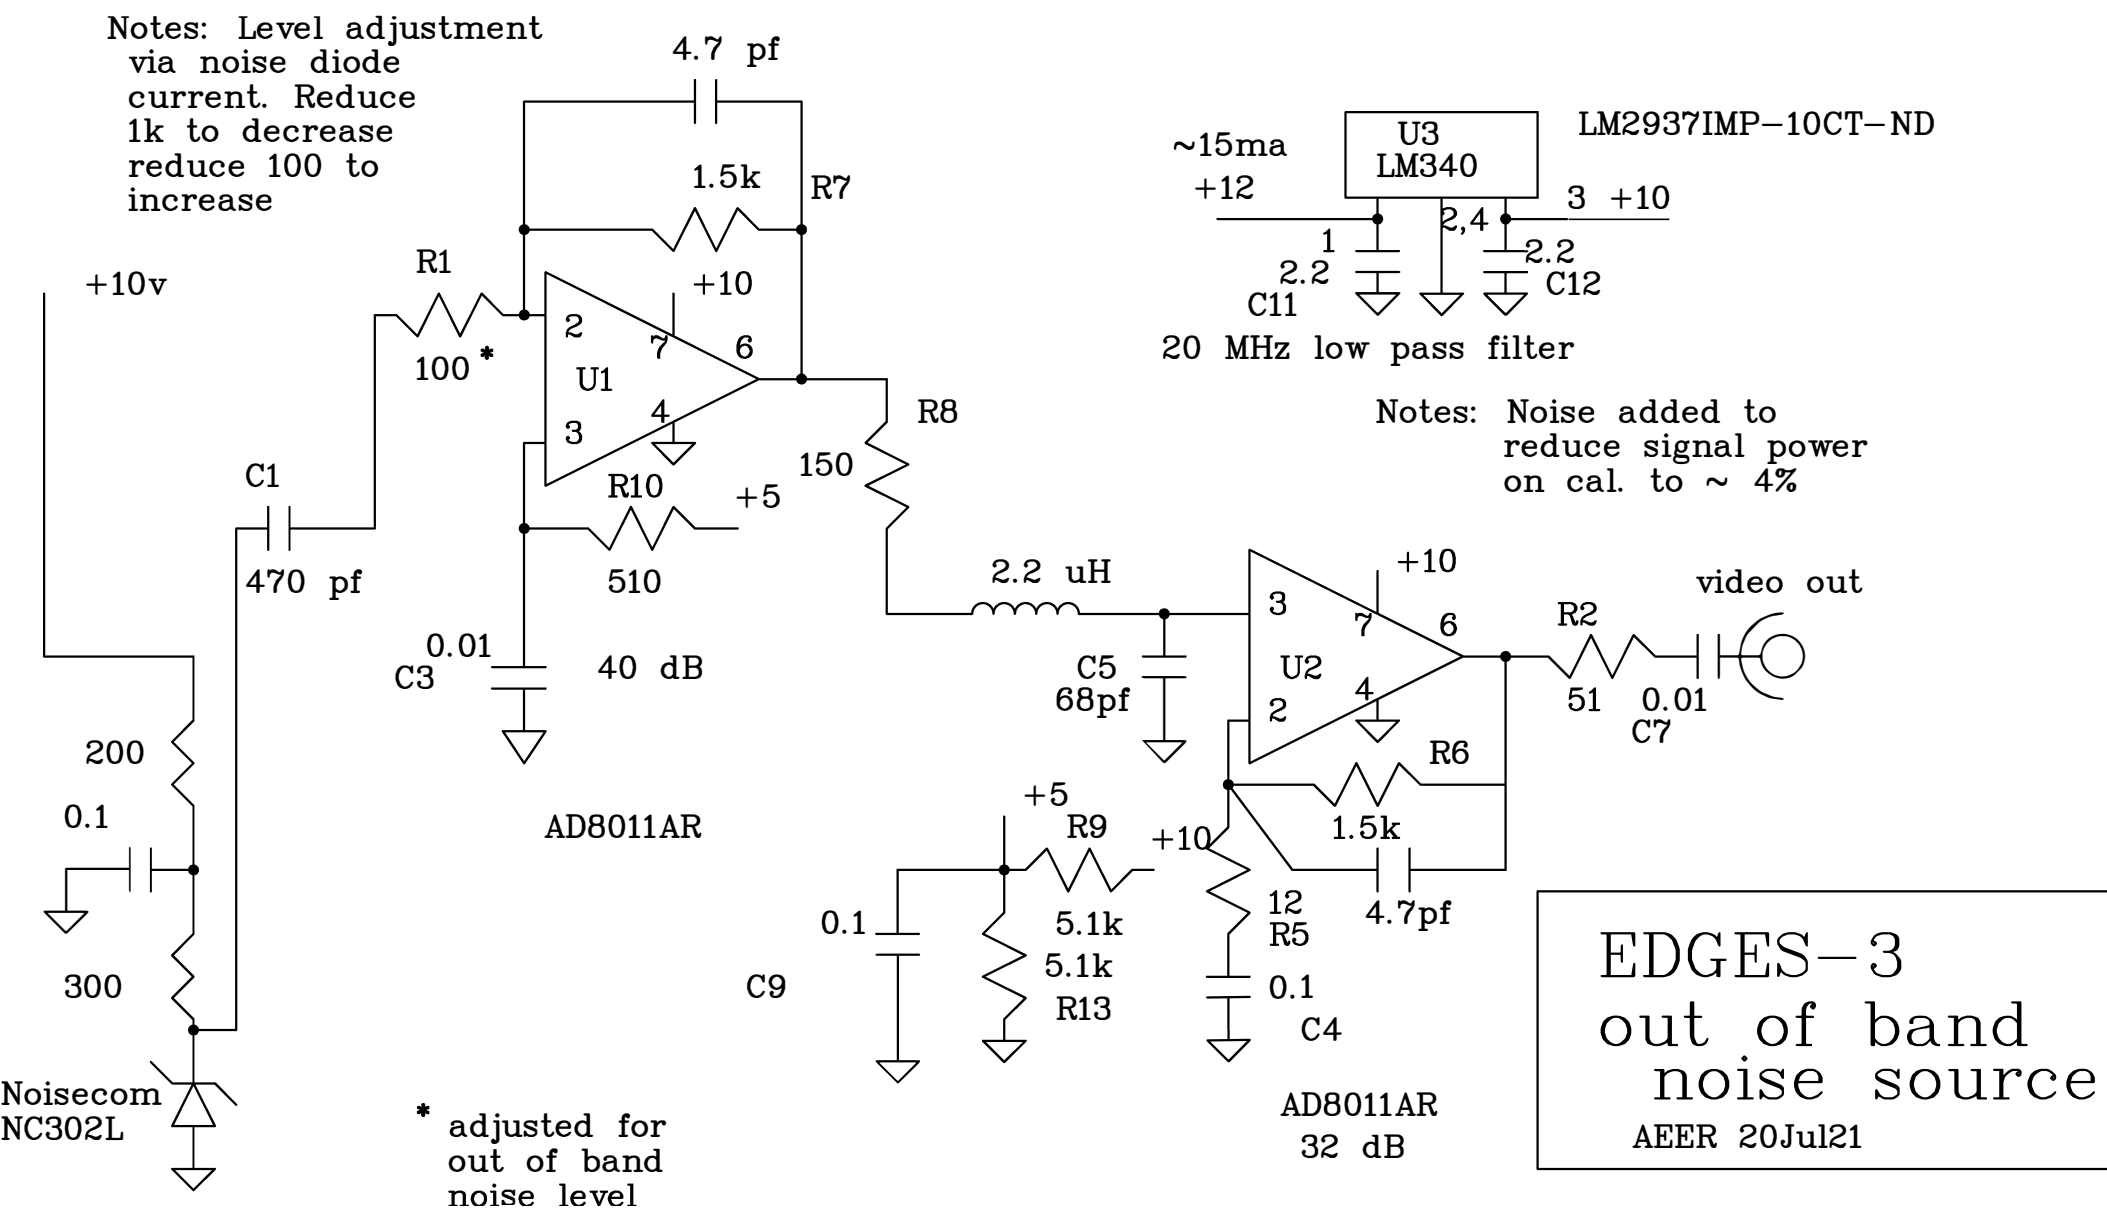 Notes: Level adjustment
via noise diode
current. Reduce
1k to decrease
reduce 100 to
increase
4.7 pf
1.5k
R7
+10v
R1
100 *
2
+10
7
6
U1
4
3
C1
470 pf
R10
+5
510
0.01
C3
40 dB
AD8011AR
R8
150
200
0.1
300
Noisecom
NC302L
* adjusted for
out of band
noise level
~15ma
+12
U3
LM340
LM2937IMP-10CT-ND
3 +10
2,4
1
2.2
C11
2.2
C12
20 MHz low pass filter
Notes: Noise added to
reduce signal power
on cal. to ~ 4%
2.2 uH
C5
68pf
3
+10
7
6
U2
4
2
R2
51
video out
0.01
C7
R6
1.5k
4.7pf
+5
R9
+10
5.1k
5.1k
R13
0.1
C9
12
R5
0.1
C4
AD8011AR
32 dB
EDGES-3
out of band
noise source
AEER 20Jul21